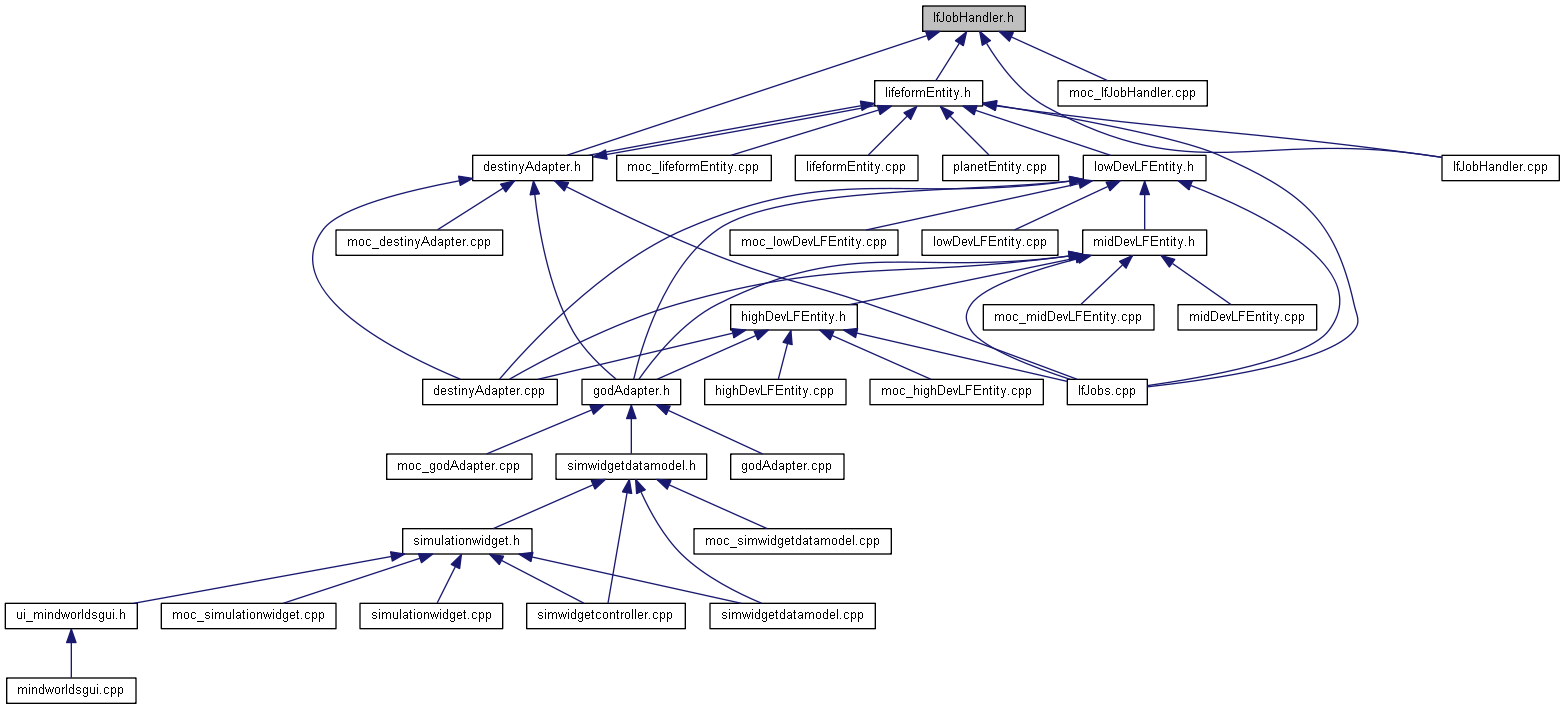 lfJobHandler.h
lifeformEntity.h
moc_lfJobHandler.cpp
destinyAdapter.h
moc_lifeformEntity.cpp
lifeformEntity.cpp
planetEntity.cpp
lowDevLFEntity.h
lfJobHandler.cpp
moc_destinyAdapter.cpp
moc_lowDevLFEntity.cpp
lowDevLFEntity.cpp
midDevLFEntity.h
highDevLFEntity.h
moc_midDevLFEntity.cpp
midDevLFEntity.cpp
destinyAdapter.cpp
godAdapter.h
highDevLFEntity.cpp
moc_highDevLFEntity.cpp
lfJobs.cpp
moc_godAdapter.cpp
simwidgetdatamodel.h
godAdapter.cpp
simulationwidget.h
moc_simwidgetdatamodel.cpp
ui_mindworldsgui.h
moc_simulationwidget.cpp
simulationwidget.cpp
simwidgetcontroller.cpp
simwidgetdatamodel.cpp
mindworldsgui.cpp